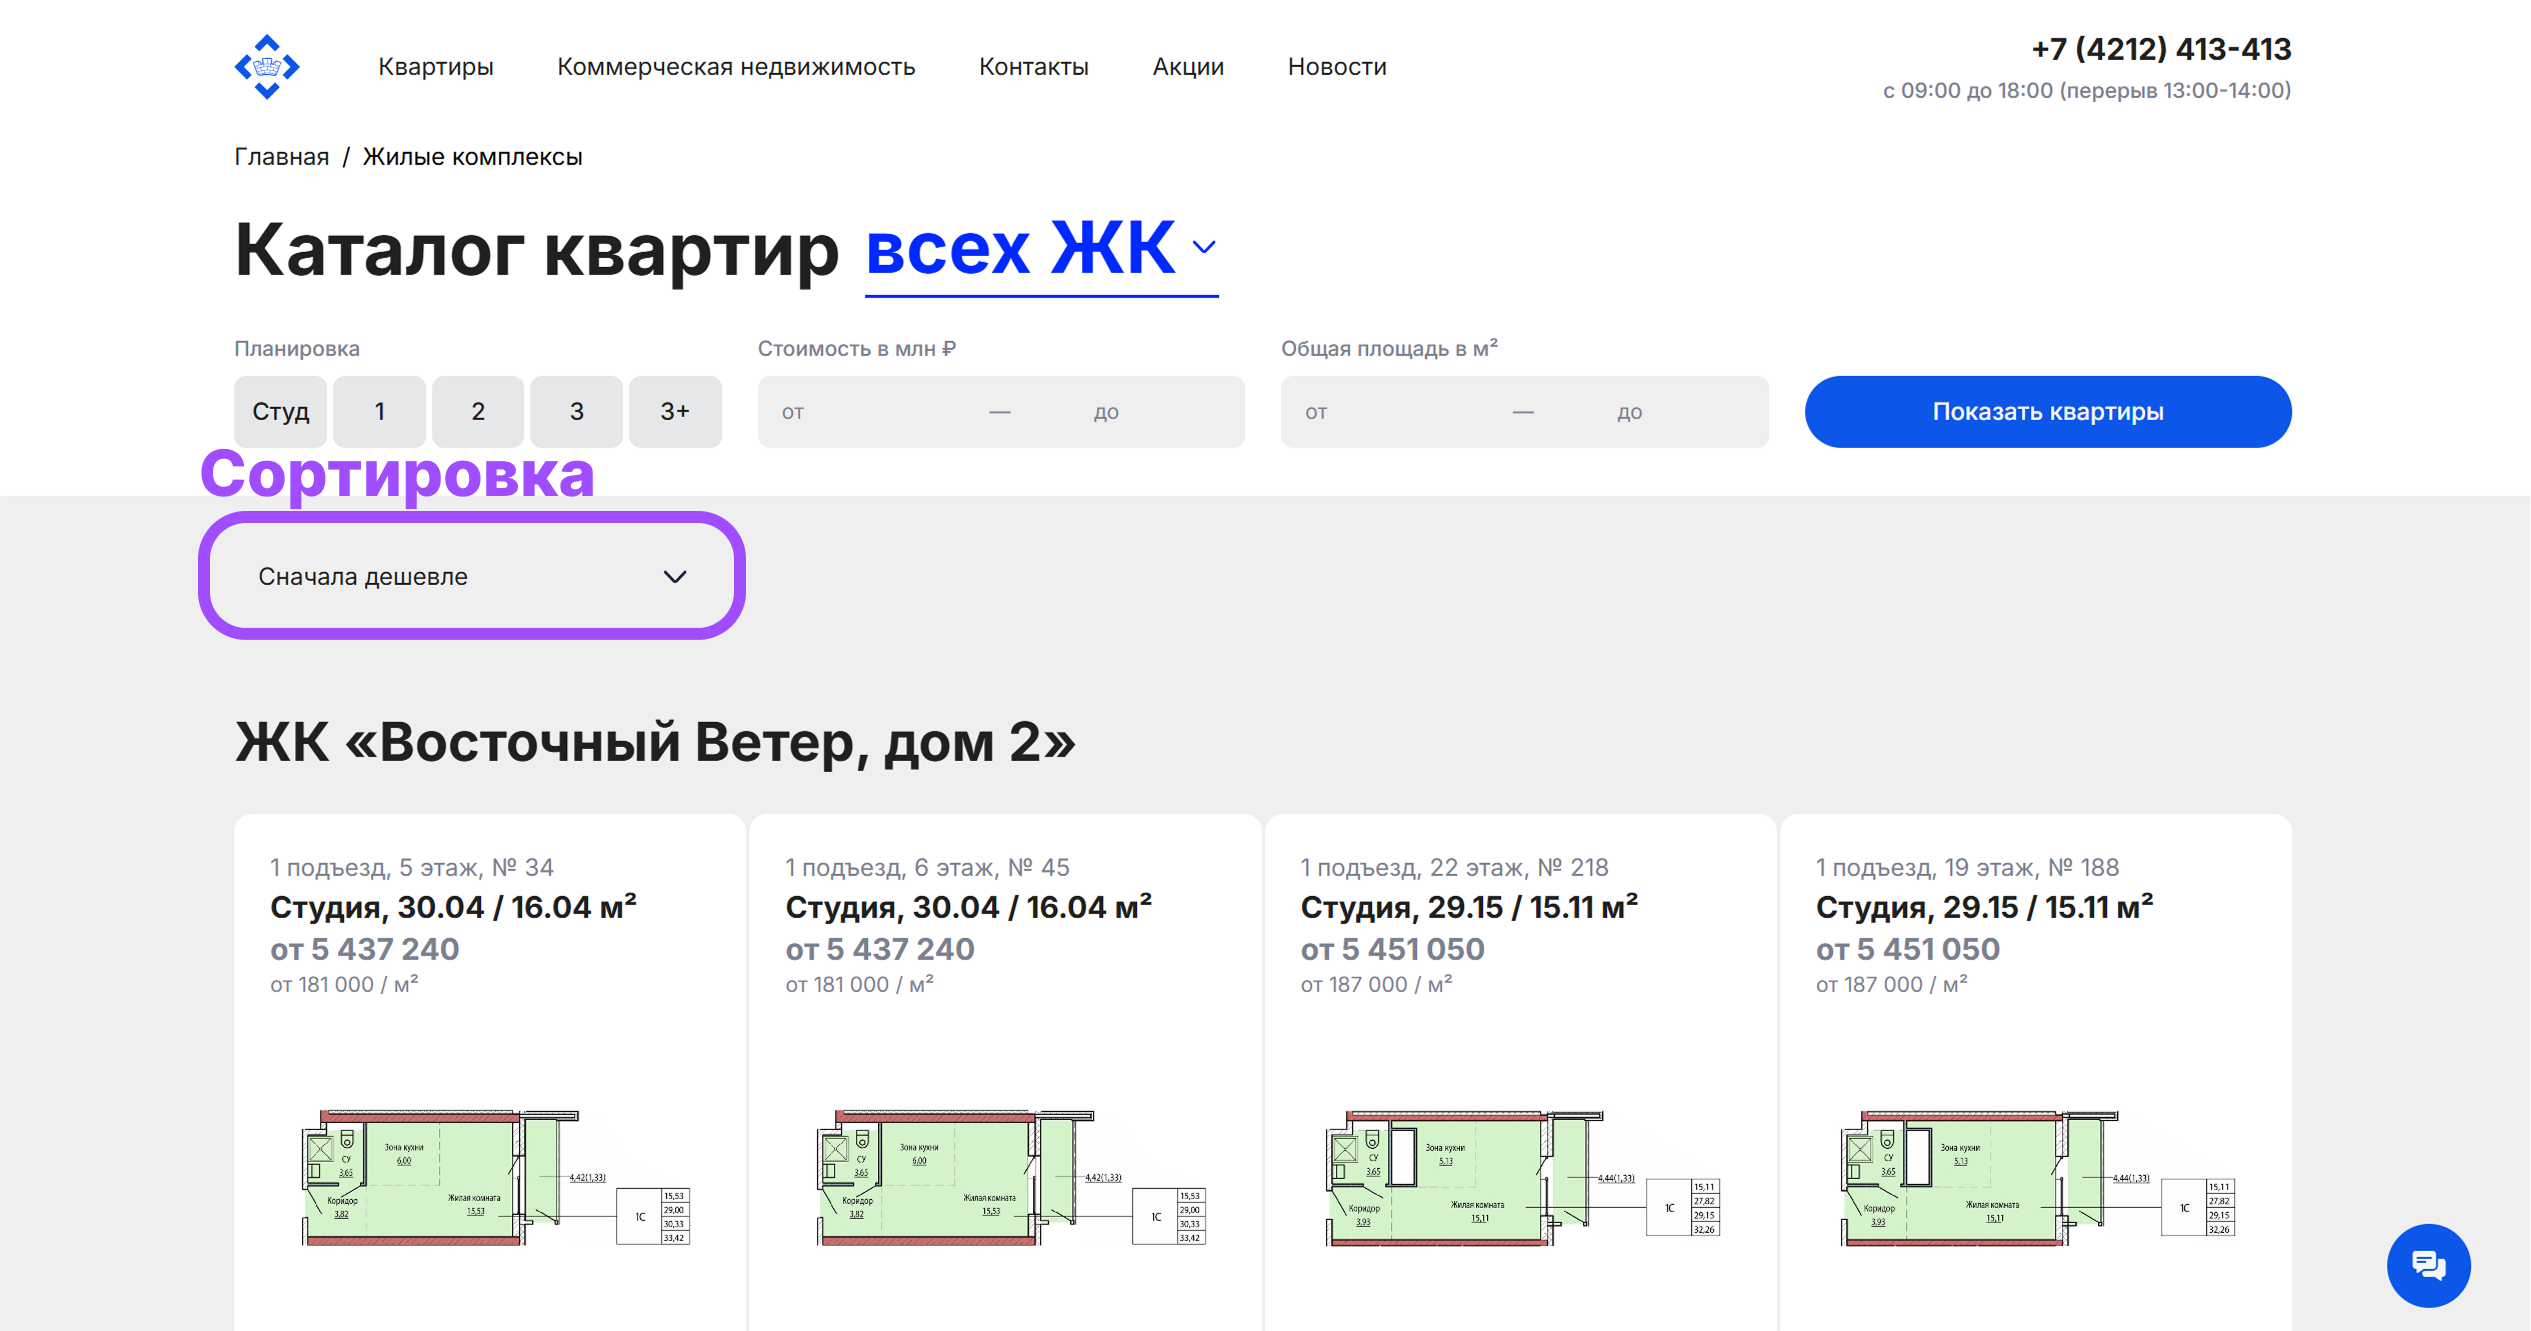 Квартиры Коммерческая недвижимость Контакты Акции Новости
+7 (4212) 413-413
с 09:00 до 18:00 (перерыв 13:00-14:00)
Главная / Жилые комплексы
Каталог квартир всех ЖК
Планировка
Студ 1 2 3 3+
Стоимость в млн ₽
от — до
Общая площадь в м²
от — до
Показать квартиры
Сортировка
Сначала дешевле
ЖК «Восточный Ветер, дом 2»
1 подъезд, 5 этаж, № 34
Студия, 30.04 / 16.04 м²
от 5 437 240
от 181 000 / м²
Зона кухни
6,00
СУ
3,65
4,42(1,33)
Коридор
3,82
Жилая комната
15,53
1С
15,53
29,00
30,33
33,42
1 подъезд, 6 этаж, № 45
Студия, 30.04 / 16.04 м²
от 5 437 240
от 181 000 / м²
Зона кухни
6,00
СУ
3,65
4,42(1,33)
Коридор
3,82
Жилая комната
15,53
1С
15,53
29,00
30,33
33,42
1 подъезд, 22 этаж, № 218
Студия, 29.15 / 15.11 м²
от 5 451 050
от 187 000 / м²
Зона кухни
5,13
СУ
3,65
4,44(1,33)
Коридор
3,93
Жилая комната
15,11
1С
15,11
27,82
29,15
32,26
1 подъезд, 19 этаж, № 188
Студия, 29.15 / 15.11 м²
от 5 451 050
от 187 000 / м²
Зона кухни
5,13
СУ
3,65
4,44(1,33)
Коридор
3,93
Жилая комната
15,11
1С
15,11
27,82
29,15
32,26